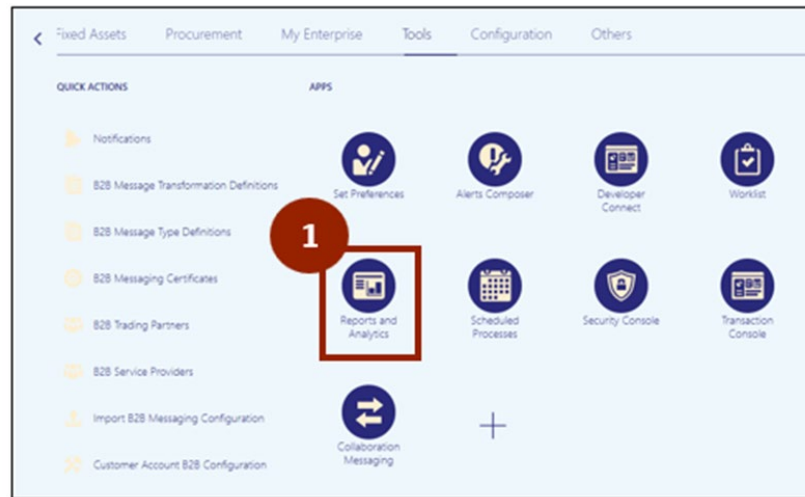 Fixed Assets Procurement My Enterprise Tools Configuration Others
QUICK ACTIONS
APPS
Notifications
B2B Message Transformation Definitions
B2B Message Type Definitions
B2B Messaging Certificates
B2B Trading Partners
B2B Service Providers
Import B2B Messaging Configuration
Customer Account B2B Configuration
Set Preferences
Alerts Composer
Developer
Connect
Worklist
1
Reports and
Analytics
Scheduled
Processes
Security Console
Transaction
Console
Collaboration
Messaging